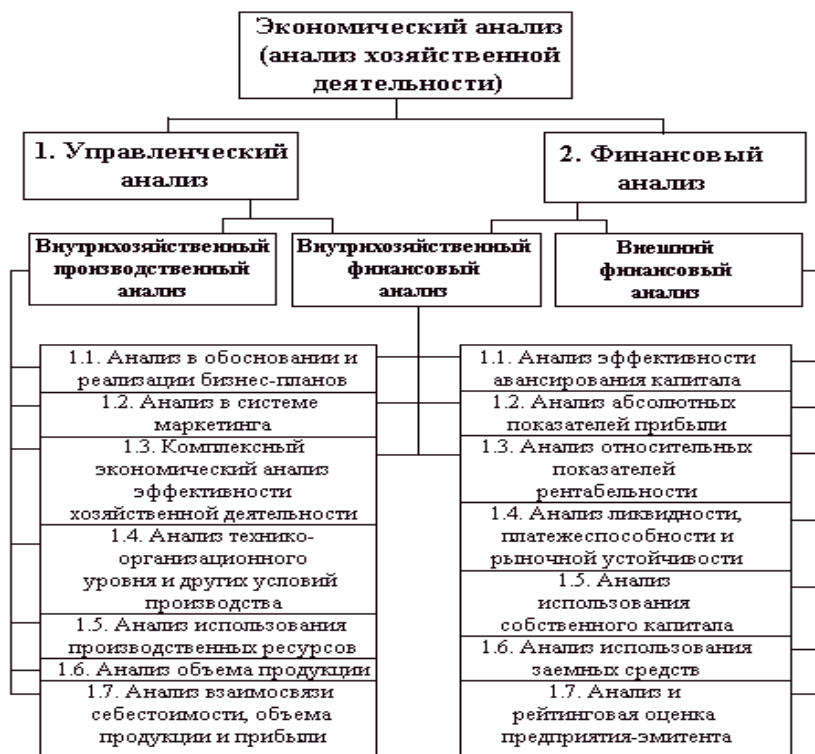 Экономический анализ
(анализ хозяйственной
деятельности)
1. Управленческий
анализ
2. Финансовый
анализ
Внутрихозяйственный
производственный
анализ
Внутрихозяйственный
финансовый
анализ
Внешний
финансовый
анализ
1.1. Анализ в обосновании и
реализации бизнес-планов
1.2. Анализ в системе
маркетинга
1.3. Комплексный
экономический анализ
эффективности
хозяйственной деятельности
1.4. Анализ технико-
организационного
уровня и других условий
производства
1.5. Анализ использования
производственных ресурсов
1.6. Анализ объема продукции
1.7. Анализ взаимосвязи
себестоимости, объема
продукции и прибыли
1.1. Анализ эффективности
авансирования капитала
1.2. Анализ абсолютных
показателей прибыли
1.3. Анализ относительных
показателей
рентабельности
1.4. Анализ ликвидности,
платежеспособности и
рыночной устойчивости
1.5. Анализ
использования
собственного капитала
1.6. Анализ использования
заемных средств
1.7. Анализ и
рейтинговая оценка
предприятия-эмитента